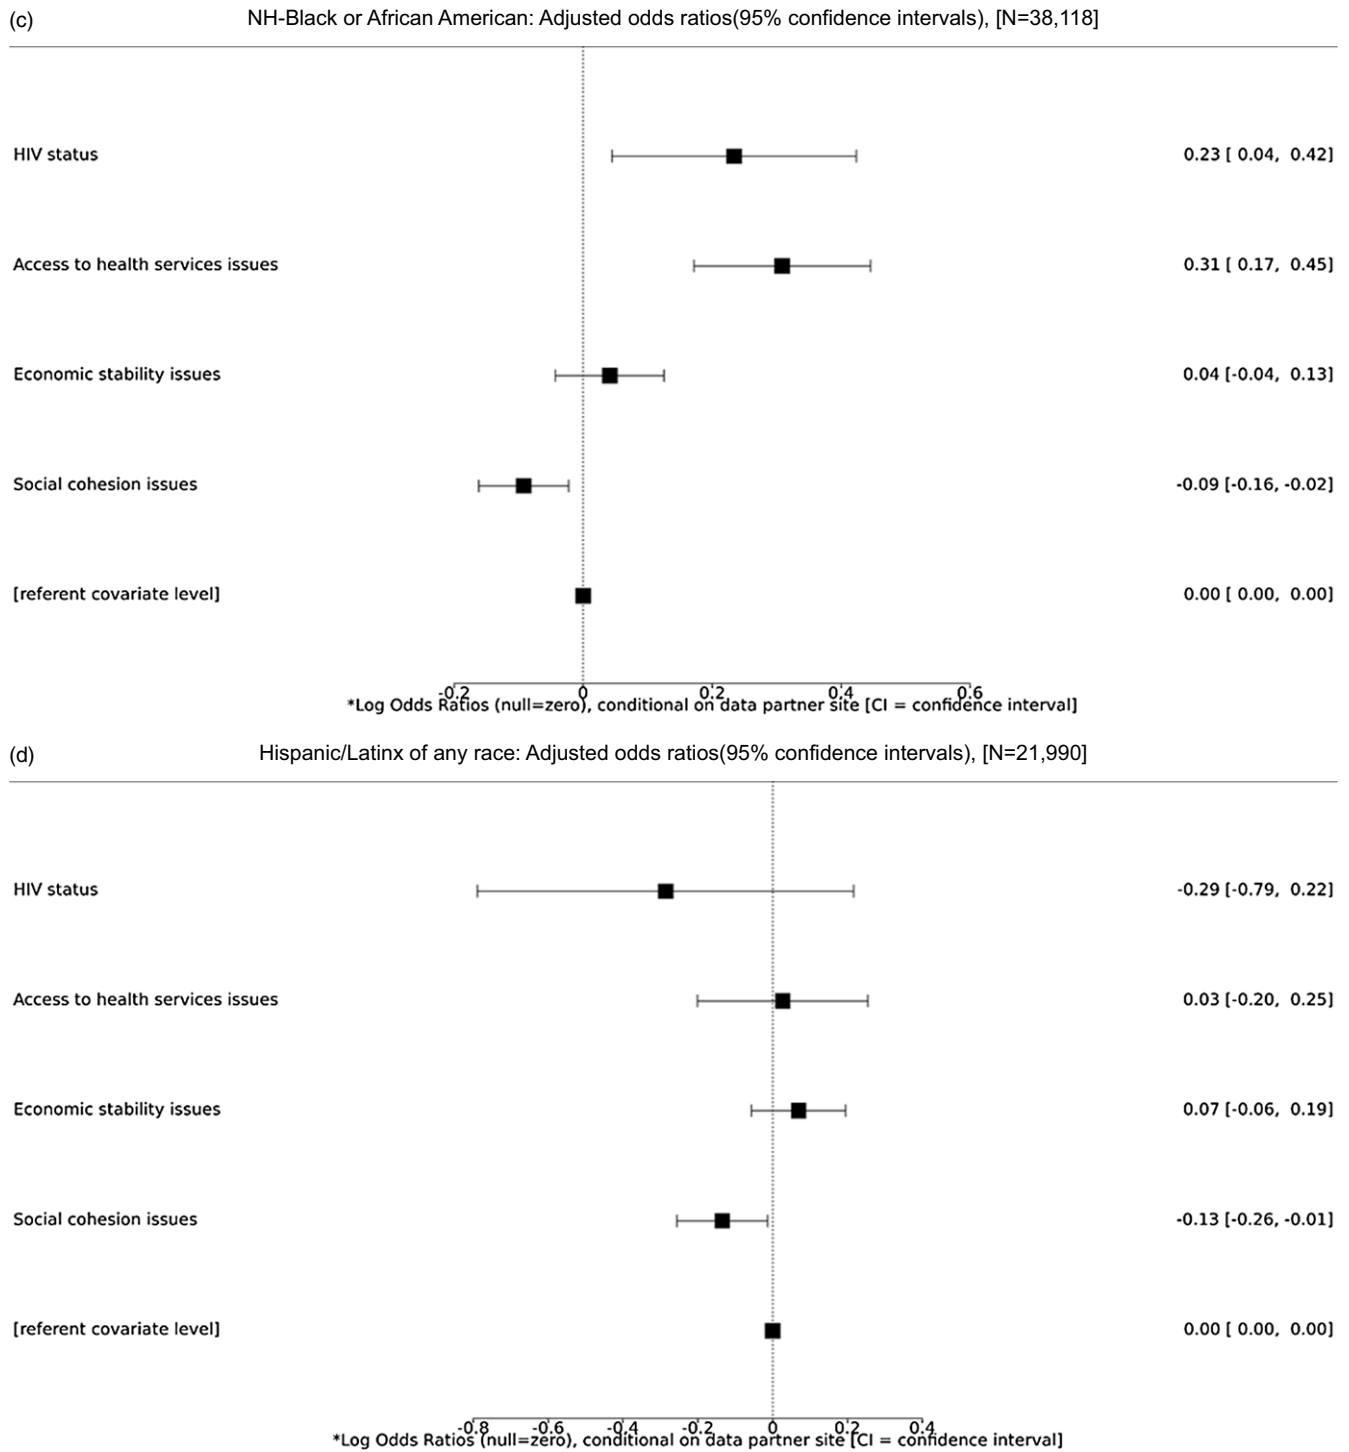 (c) NH-Black or African American: Adjusted odds ratios(95% confidence intervals), [N=38,118]
HIV status 0.23 [ 0.04, 0.42]
Access to health services issues 0.31 [ 0.17, 0.45]
Economic stability issues 0.04 [-0.04, 0.13]
Social cohesion issues -0.09 [-0.16, -0.02]
[referent covariate level] 0.00 [ 0.00, 0.00]
-0.2 0 0.2 0.4 0.6
*Log Odds Ratios (null=zero), conditional on data partner site [CI = confidence interval]
(d) Hispanic/Latinx of any race: Adjusted odds ratios(95% confidence intervals), [N=21,990]
HIV status -0.29 [-0.79, 0.22]
Access to health services issues 0.03 [-0.20, 0.25]
Economic stability issues 0.07 [-0.06, 0.19]
Social cohesion issues -0.13 [-0.26, -0.01]
[referent covariate level] 0.00 [ 0.00, 0.00]
-0.8 -0.6 -0.4 -0.2 0 0.2 0.4
*Log Odds Ratios (null=zero), conditional on data partner site [CI = confidence interval]